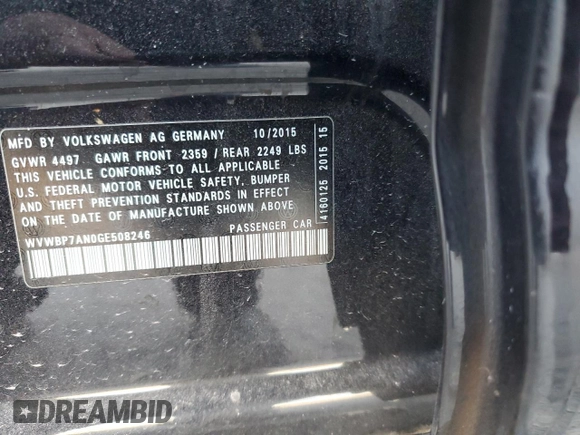 MFD BY VOLKSWAGEN AG GERMANY 10/2015
GVWR 4497 GAWR FRONT 2359 / REAR 2249 LBS
THIS VEHICLE CONFORMS TO ALL APPLICABLE
U.S. FEDERAL MOTOR VEHICLE SAFETY, BUMPER
AND THEFT PREVENTION STANDARDS IN EFFECT
ON THE DATE OF MANUFACTURE SHOWN ABOVE
WVWBP7AN0GE508246 PASSENGER CAR
4160125 2015 15
DREAMBID